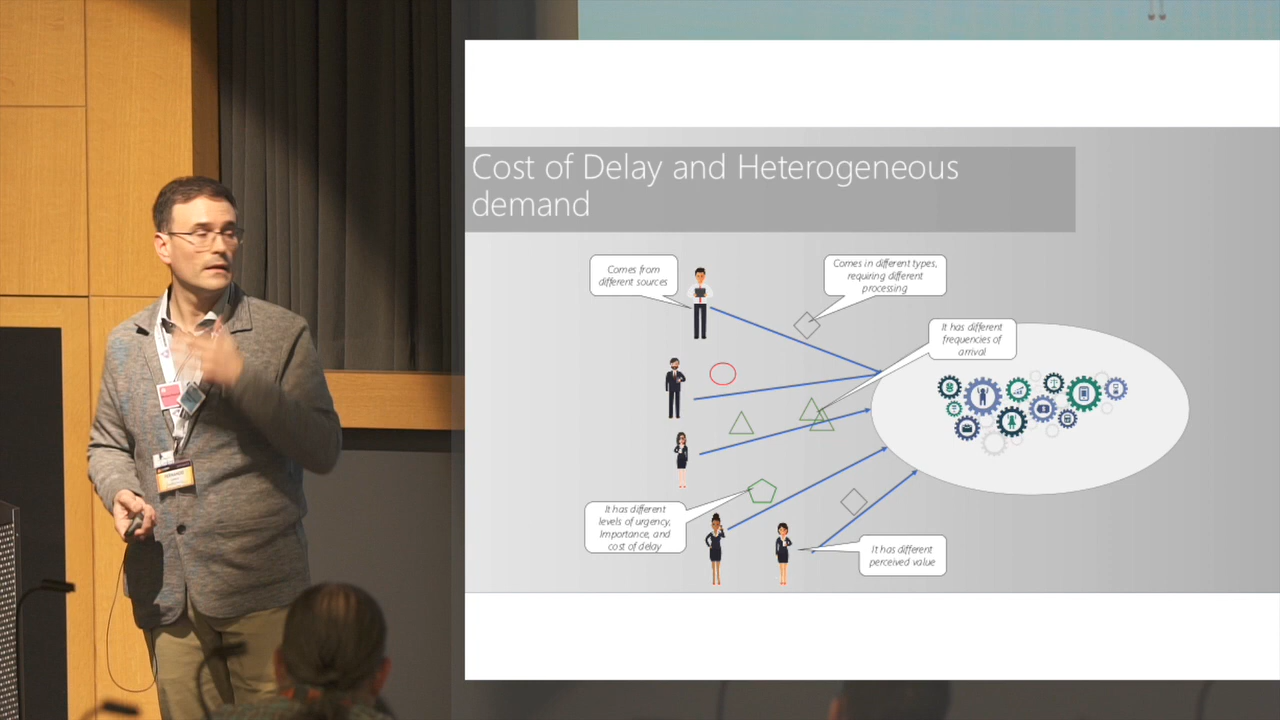 Cost of Delay and Heterogeneous
demand
Comes from
different sources
Comes in different types,
requiring different
processing
It has different
frequencies of
arrival
It has different
levels of urgency,
Importance, and
cost of delay
It has different
perceived value